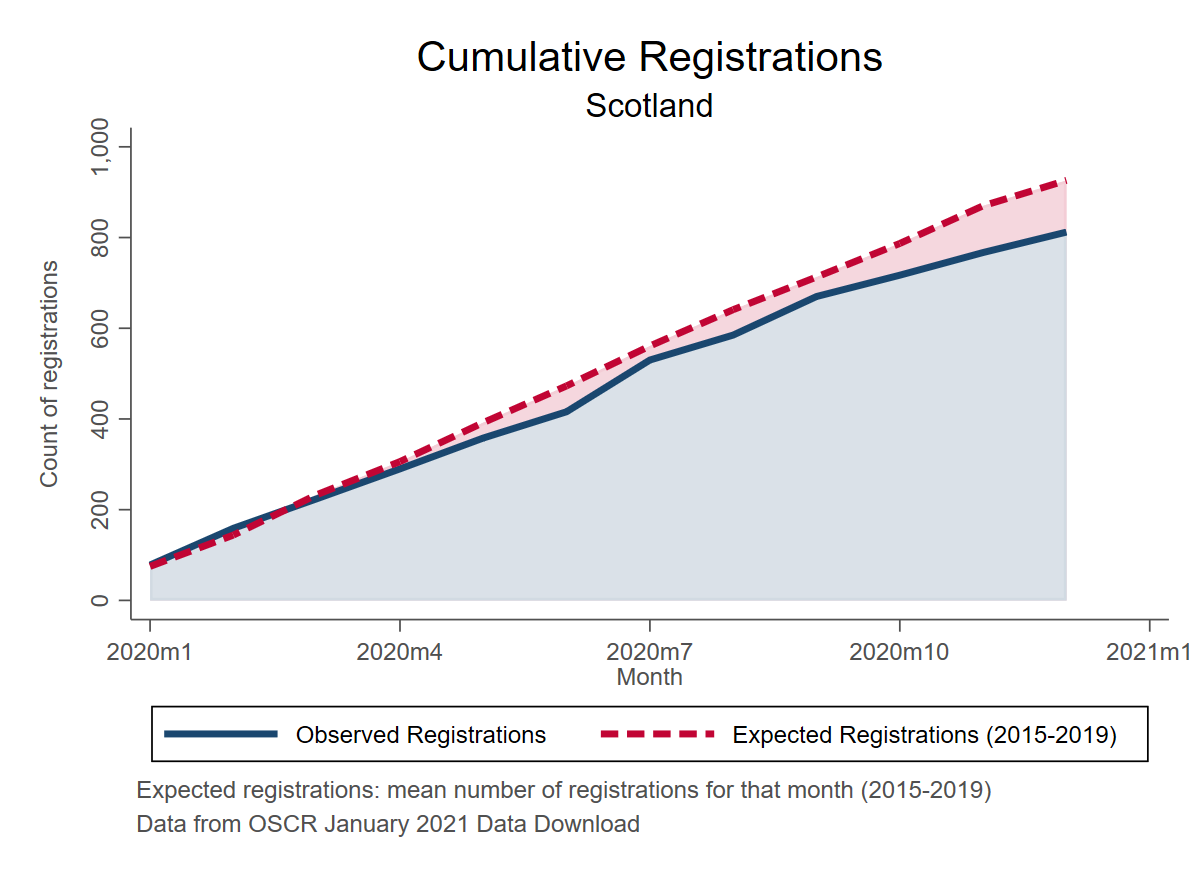 Cumulative Registrations
Scotland
Count of registrations
1,000
800
600
400
200
0
2020m1 2020m4 2020m7 2020m10 2021m1
Month
Observed Registrations Expected Registrations (2015-2019)
Expected registrations: mean number of registrations for that month (2015-2019)
Data from OSCR January 2021 Data Download